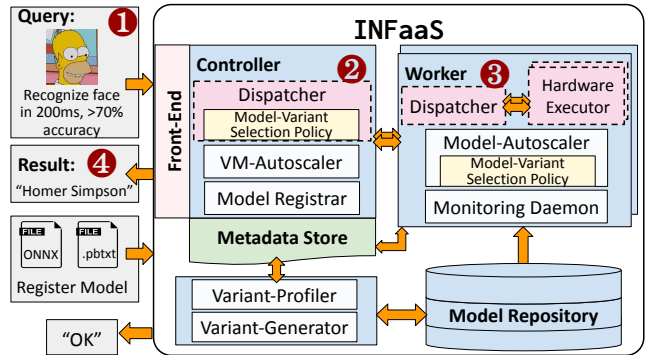 INFaaS
Query:
1
Recognize face
in 200ms, >70%
accuracy
Result:
4
"Homer Simpson"
FILE
ONNX
FILE
.pbtxt
Register Model
"OK"
Front-End
Controller
2
Dispatcher
Model-Variant
Selection Policy
VM-Autoscaler
Model Registrar
Metadata Store
Variant-Profiler
Variant-Generator
Worker
3
Dispatcher
Hardware
Executor
Model-Autoscaler
Model-Variant
Selection Policy
Monitoring Daemon
Model Repository